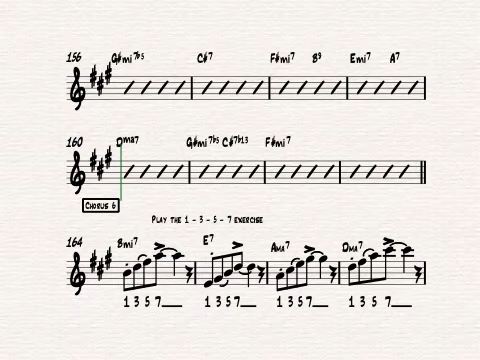 156 G#mi7b5 C#7 F#mi7 B9 Emi7 A7
160 Dma7 G#mi7b5 C#7b13 F#mi7
CHORUS 6
PLAY THE 1 - 3 - 5 - 7 EXERCISE
164 Bmi7 E7 Ama7 Dma7
1 3 5 7 1 3 5 7 1 3 5 7 1 3 5 7